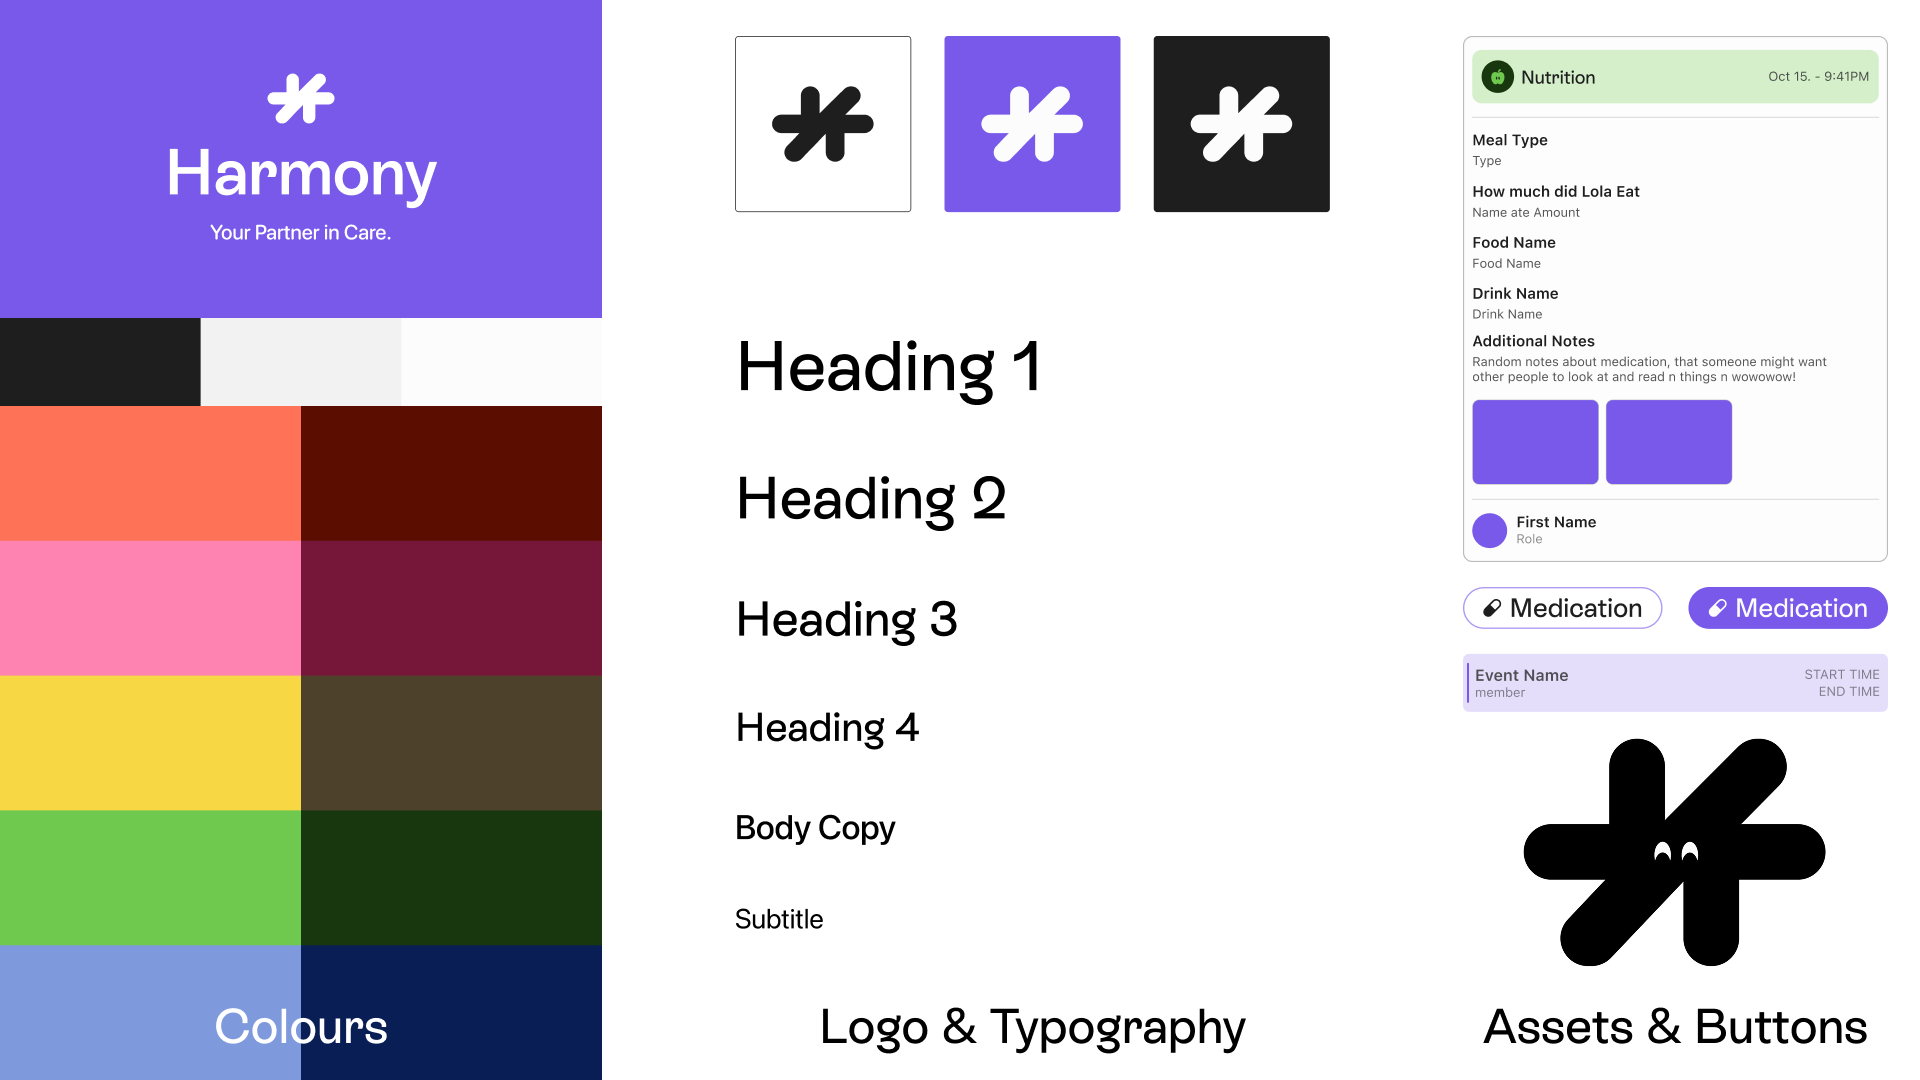 Harmony
Your Partner in Care.
Colours
Heading 1
Heading 2
Heading 3
Heading 4
Body Copy
Subtitle
Logo & Typography
Nutrition
Oct 15. - 9:41PM
Meal Type
Type
How much did Lola Eat
Name ate Amount
Food Name
Food Name
Drink Name
Drink Name
Additional Notes
Random notes about medication, that someone might want
other people to look at and read n things n wowowow!
First Name
Role
Medication
Medication
Event Name
member
START TIME
END TIME
Assets & Buttons